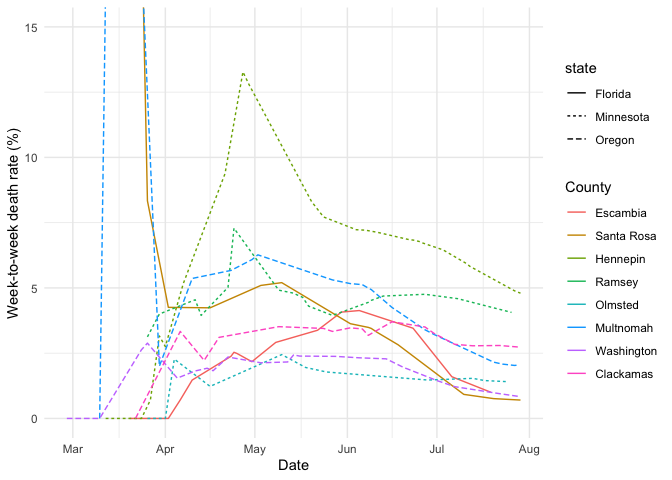 15
10
5
0
Week-to-week death rate (%)
Mar Apr May Jun Jul Aug
Date
state
Florida
Minnesota
Oregon
County
Escambia
Santa Rosa
Hennepin
Ramsey
Olmsted
Multnomah
Washington
Clackamas